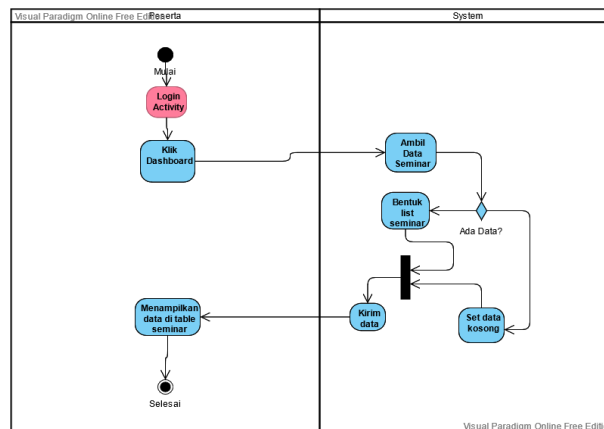 Visual Paradigm Online Free Edition
Peserta
System
Mulai
Login
Activity
Klik
Dashboard
Ambil
Data
Seminar
Bentuk
list
seminar
Ada Data?
Menampilkan
data di table
seminar
Kirim
data
Set data
kosong
Selesai
Visual Paradigm Online Free Editi